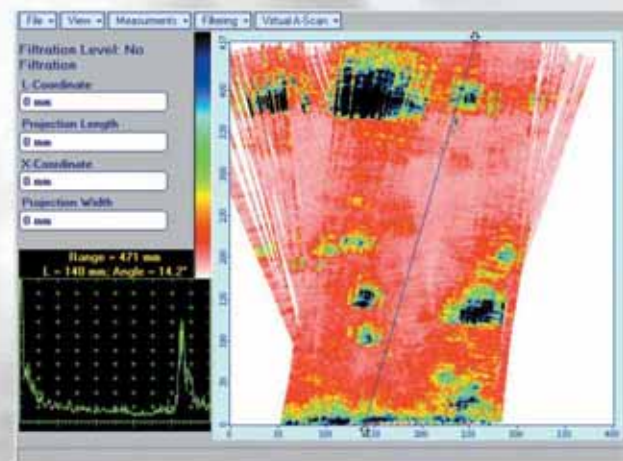 File View Measurements Filtering Virtual A-Scan
Filtration Level: No
Filtration
L-Coordinate
0 mm
Projection Length
0 mm
X-Coordinate
0 mm
Projection Width
0 mm
Range = 471 mm
L = 140 mm; Angle = 14.2°
0 50 100 150 200 250 300 350 400